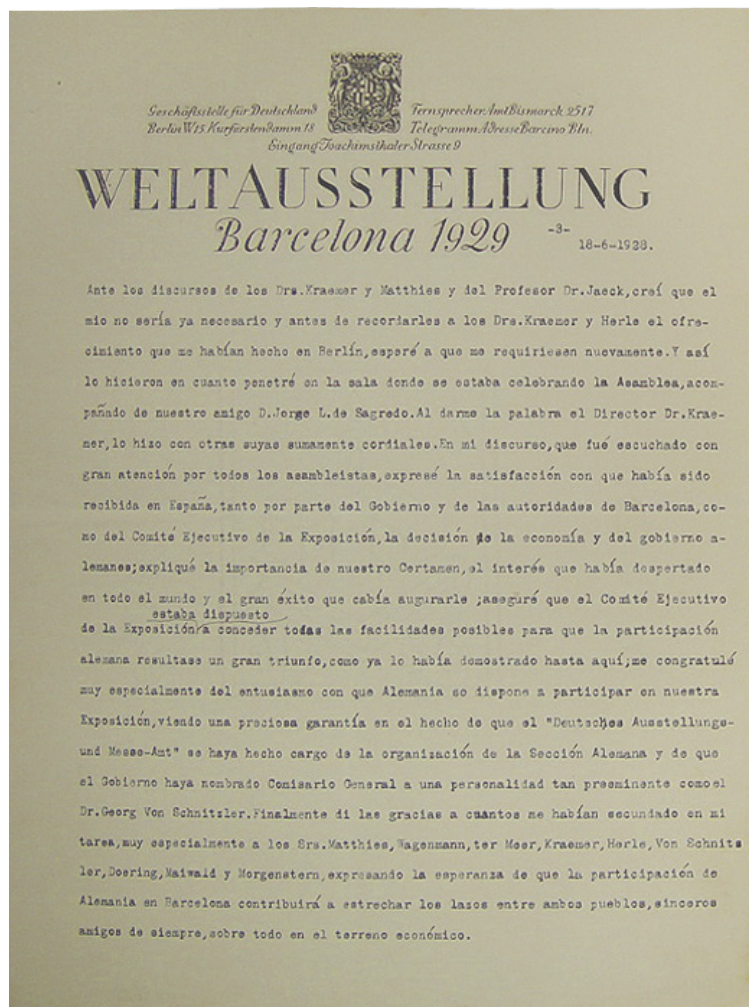 Geschäftsstelle für Deutschland
Berlin W15 Kurfürstendamm 18
Fernsprecher Amt Bismarck 2517
Telegramm Adresse Barcino Bln.
Eingang Joachimsthaler Strasse 9
WELTAUSSTELLUNG
Barcelona 1929
-3-
18-6-1928.
Ante los discursos de los Drs.Kraemer y Matthies y del Profesor Dr.Jaeck,creí que el
mio no sería ya necesario y antes de recordarles a los Drs.Kraemer y Herle el ofre-
cimiento que me habían hecho en Berlín,esperé a que me requiriesen nuevamente.Y así
lo hicieron en cuanto penetré en la sala donde se estaba celebrando la Asamblea,acom-
pañado de nuestro amigo D.Jorge L.de Sagredo.Al darme la palabra el Director Dr.Krae-
mer,lo hizo con otras suyas sumamente cordiales.En mi discurso,que fué escuchado con
gran atención por todos los asambleistas,expresé la satisfacción con que había sido
recibida en España,tanto por parte del Gobierno y de las autoridades de Barcelona,co-
mo del Comité Ejecutivo de la Exposición,la decisión de la economía y del gobierno a-
lemanes;expliqué la importancia de nuestro Certamen,el interés que había despertado
en todo el mundo y el gran éxito que cabía augurarle ;aseguré que el Comité Ejecutivo
estaba dispuesto
de la Exposición a conceder todas las facilidades posibles para que la participación
alemana resultase un gran triunfo,como ya lo había demostrado hasta aquí;me congratulé
muy especialmente del entusiasmo con que Alemania se dispone a participar en nuestra
Exposición,viendo una preciosa garantía en el hecho de que el "Deutsches Ausstellungs-
und Messe-Amt" se haya hecho cargo de la organización de la Sección Alemana y de que
el Gobierno haya nombrado Comisario General a una personalidad tan preeminente como el
Dr.Georg Von Schnitzler.Finalmente di las gracias a cuantos me habían secundado en mi
tarea,muy especialmente a los Srs.Matthies,Wagenmann,ter Meer,Kraemer,Herle,Von Schnitz
ler,Doering,Maiwald y Morgenstern,expresando la esperanza de que la participación de
Alemania en Barcelona contribuirá a estrechar los lazos entre ambos pueblos,sinceros
amigos de siempre,sobre todo en el terreno económico.